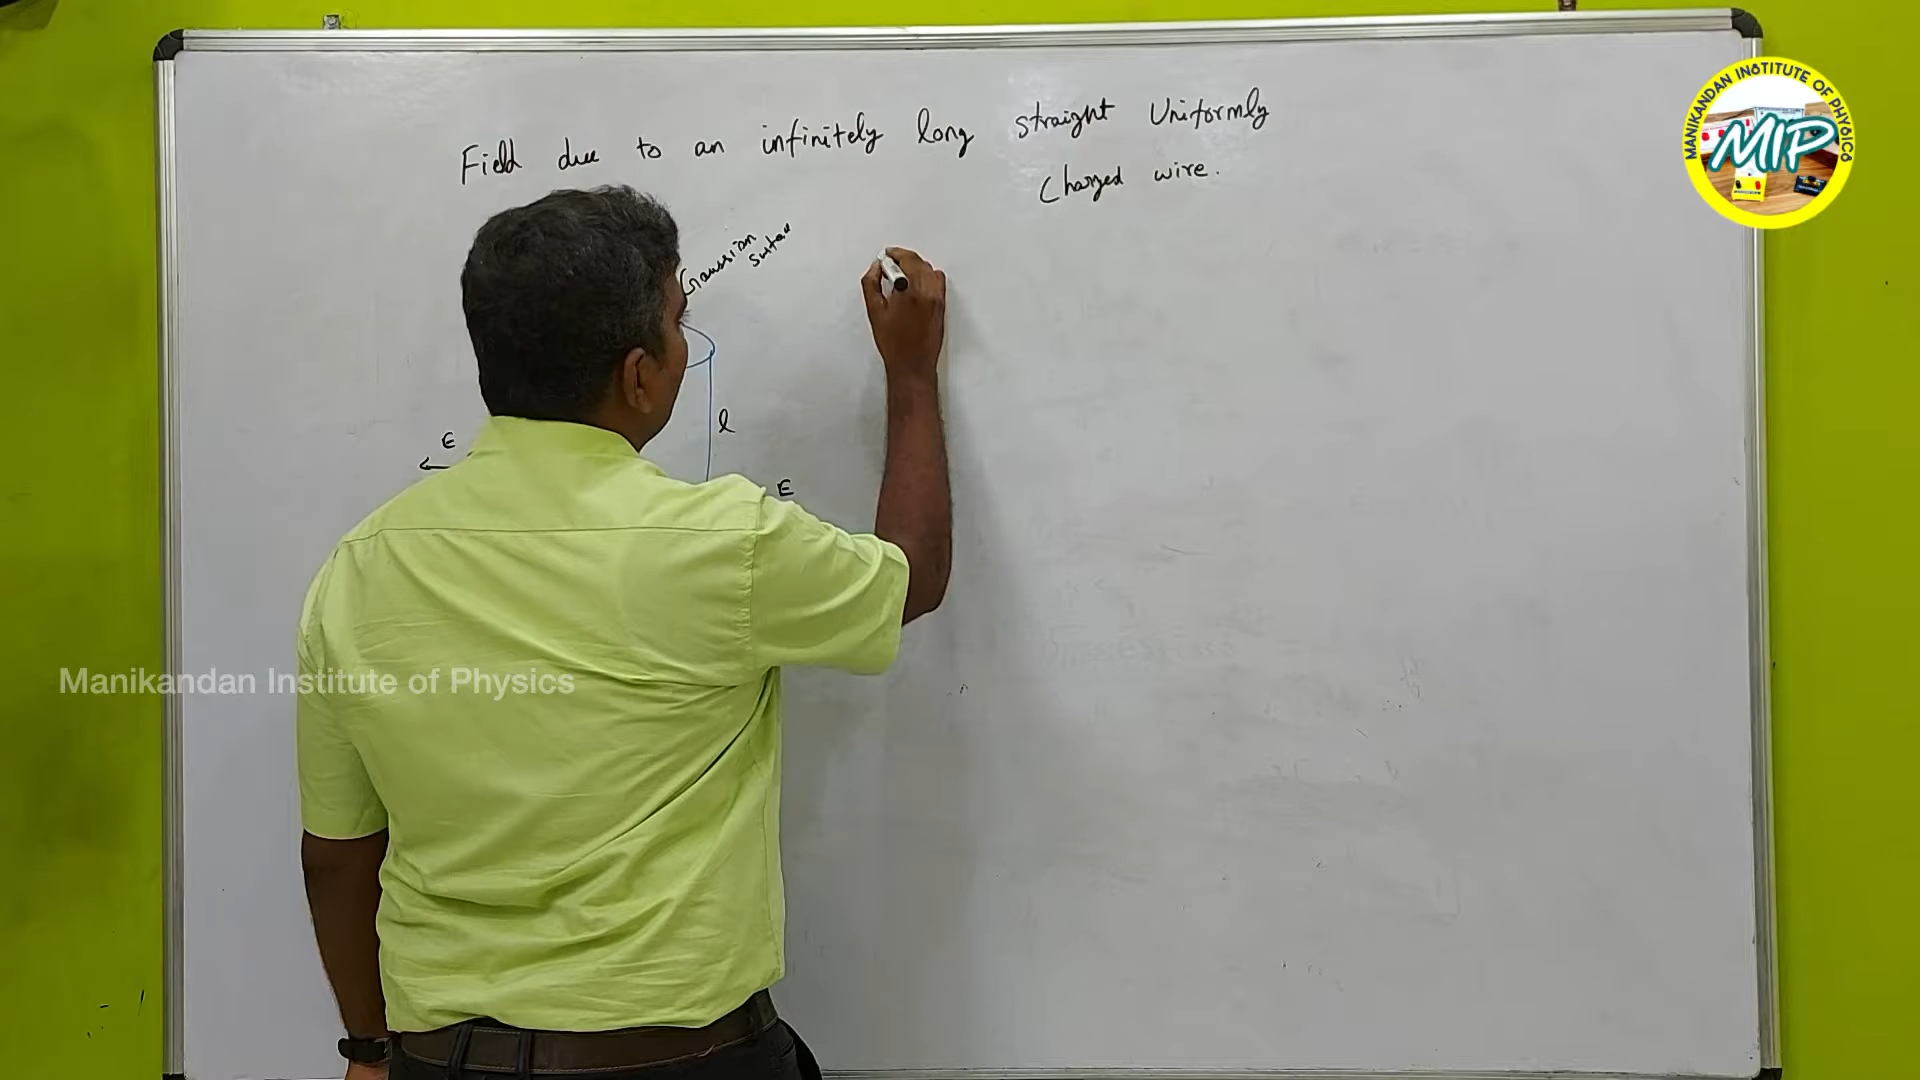 Field due to an infinitely long straight Uniformly
Charged wire.
Gaussian
l
E
E
MANIKANDAN INSTITUTE OF PHYSICS
MIP
Manikandan Institute of Physics